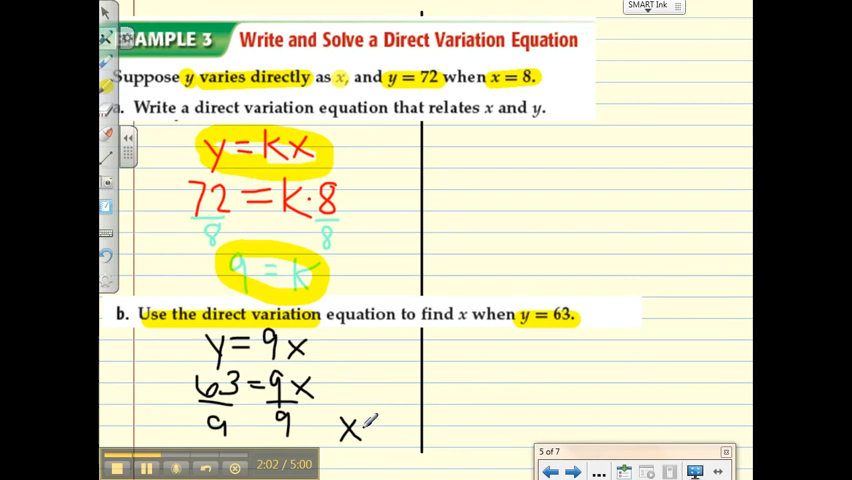 SMART Ink
AMPLE 3 Write and Solve a Direct Variation Equation
Suppose y varies directly as x, and y = 72 when x = 8.
a. Write a direct variation equation that relates x and y.
y = kx
72 = k·8
8 8
9 = k
b. Use the direct variation equation to find x when y = 63.
y = 9x
63 = 9x
9 9
x
5 of 7
2:02 / 5:00